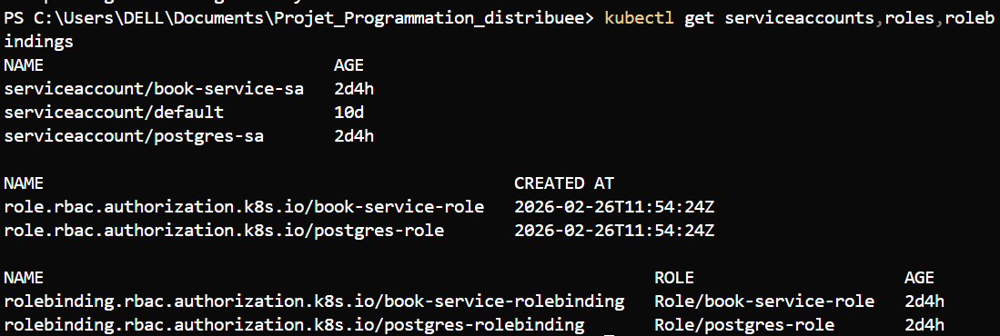 PS C:\Users\DELL\Documents\Projet_Programmation_distribuee> kubectl get serviceaccounts,roles,roleb
indings
NAME                           AGE
serviceaccount/book-service-sa   2d4h
serviceaccount/default           10d
serviceaccount/postgres-sa       2d4h

NAME                                               CREATED AT
role.rbac.authorization.k8s.io/book-service-role   2026-02-26T11:54:24Z
role.rbac.authorization.k8s.io/postgres-role       2026-02-26T11:54:24Z

NAME                                                             ROLE                     AGE
rolebinding.rbac.authorization.k8s.io/book-service-rolebinding   Role/book-service-role   2d4h
rolebinding.rbac.authorization.k8s.io/postgres-rolebinding       Role/postgres-role       2d4h